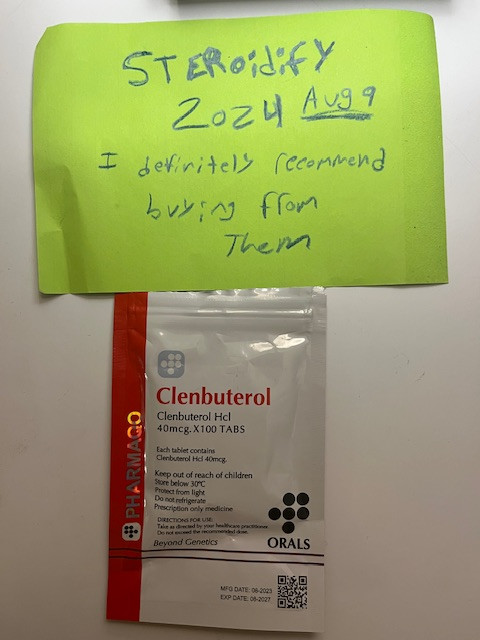 STERoidiFY
2024 Aug 9
I definitely recommend
buying from
Them
PHARMAQO
Clenbuterol
Clenbuterol Hcl
40mcg.X100 TABS
Each tablet contains
Clenbuterol Hcl 40mcg.
Keep out of reach of children
Store below 30°C
Protect from light
Do not refrigerate
Prescription only medicine
DIRECTIONS FOR USE:
Take as directed by your healthcare practitioner.
Do not exceed the recommended dose.
Beyond Genetics
ORALS
MFG DATE: 08-2023
EXP DATE: 08-2027